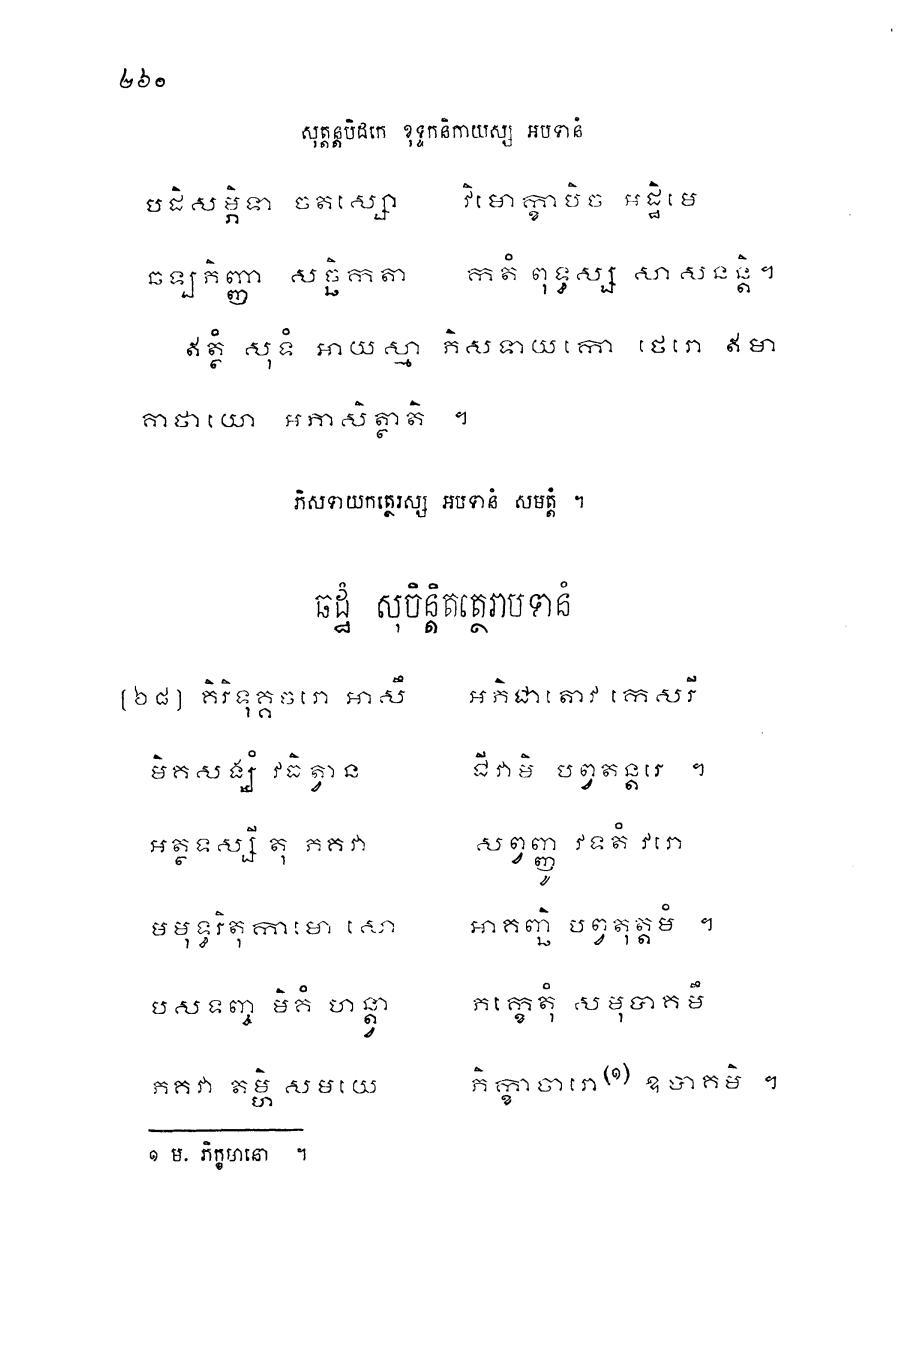 ២៦០
សុត្តន្តបិដកេ ខុទ្ទកនិកាយស្ស អបទានំ
បដិសម្ភិទា ចតស្សោ វិមោក្ខាបិច អដ្ឋិមេ
ឆឡភិញ្ញា សច្ឆិកតា កតំ ពុទ្ធស្ស សាសនន្តិ។
ឥត្ថំ សុទំ អាយស្មា ភិសទាយកោ ថេរោ ឥមា
គាថាយោ អភាសិត្ថាតិ ។
ភិសទាយកត្ថេរស្ស អបទានំ សមត្តំ ។
ឆដ្ឋំ សុចិន្តិតត្ថេរាបទានំ
(៦៨) គិរិទុគ្គចរោ អាសឹ អភិជាតោវ កេសរី
មិគសង្ឃំ វធិត្វាន ជីវាមិ បព្វតន្តរេ ។
អត្ថទស្សី តុ ភគវា សព្វញ្ញូ វទតំ វរោ
មមុទ្ធរិតុកាមោ សោ អាគញ្ឆិ បព្វតុត្តមំ ។
បសទញ្ច មិគំ ហន្ត្វា ភក្ខេតុំ សមុបាគមឹ
ភគវា តម្ហិ សមយេ ភិក្ខាចារោ(១) ឧបាគមិ ។
១ ម. ភិក្ខមានោ ។